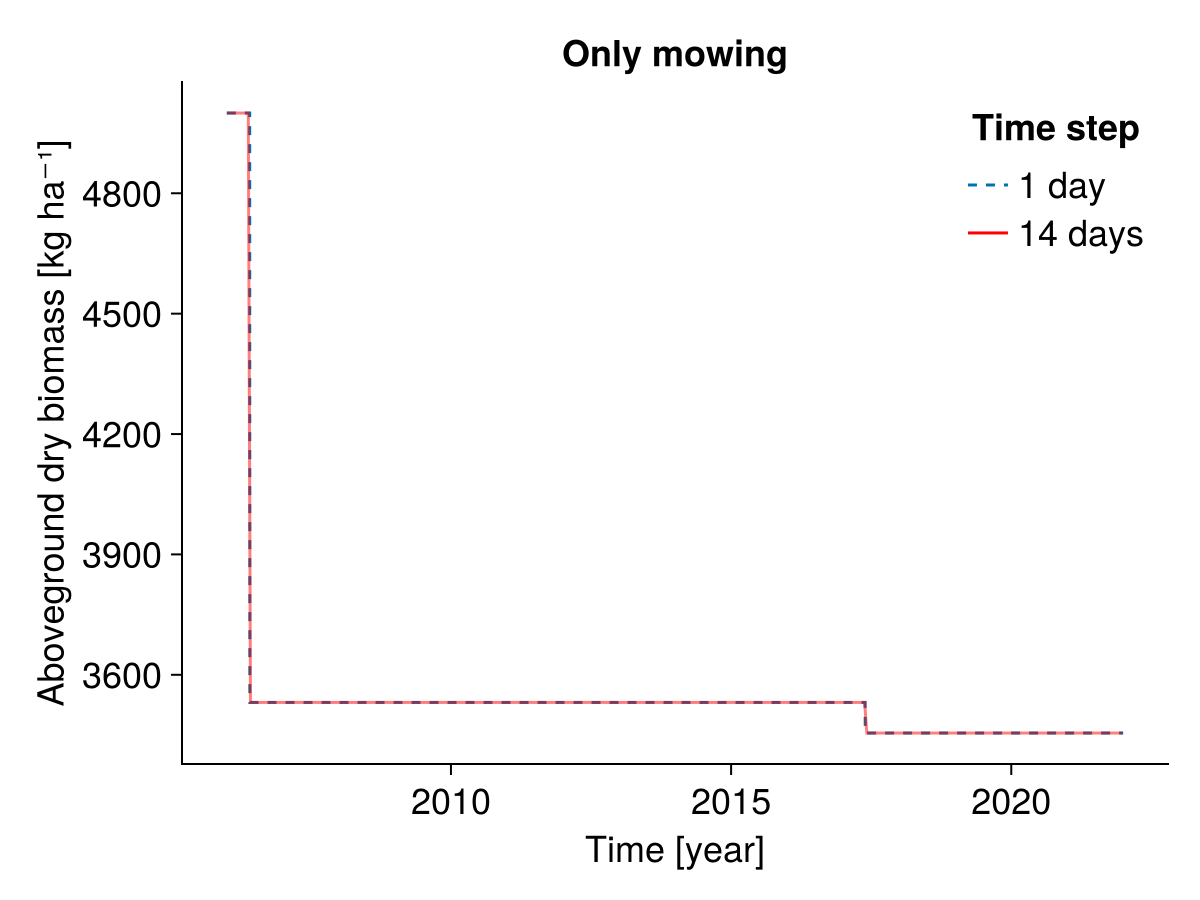 Only mowing
Aboveground dry biomass [kg ha⁻¹]
4800
4500
4200
3900
3600
Time step
1 day
14 days
2010
2015
2020
Time [year]